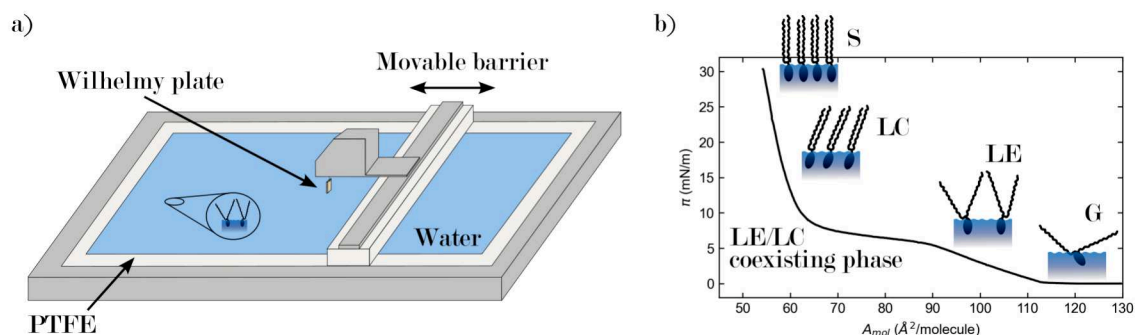 a)
Wilhelmy plate
Movable barrier
Water
PTFE
b)
π (mN/m)
30
25
20
15
10
5
0
S
LC
LE
G
LE/LC
coexisting phase
50 60 70 80 90 100 110 120 130
A_mol (Å²/molecule)